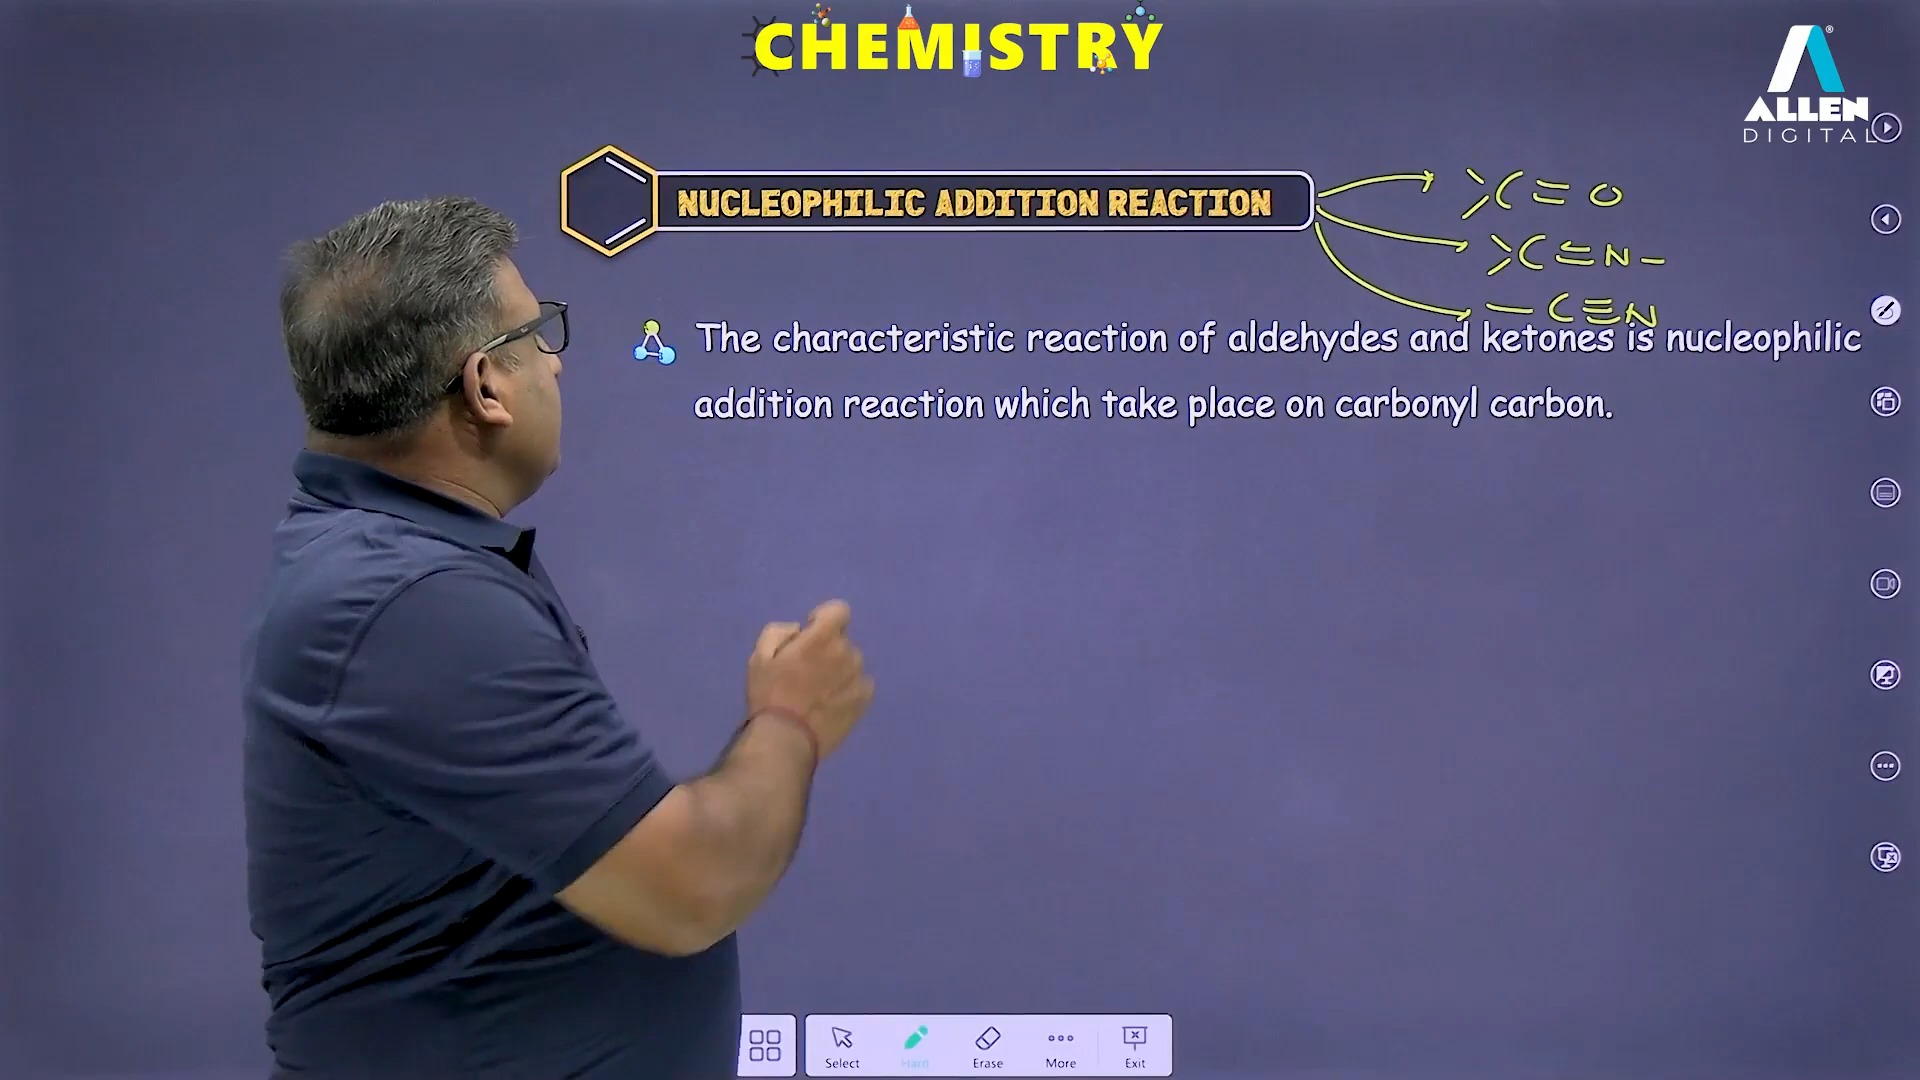 CHEMISTRY
ALLEN
DIGITAL
NUCLEOPHILIC ADDITION REACTION
>C=O
>C=N-
-C≡N
The characteristic reaction of aldehydes and ketones is nucleophilic
addition reaction which take place on carbonyl carbon.
Select
Hard
Erase
More
Exit